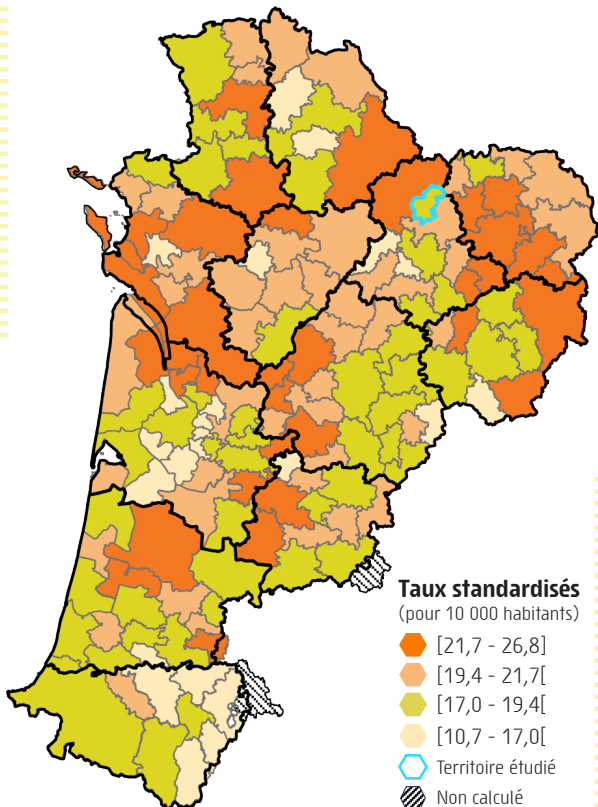 Taux standardisés
(pour 10 000 habitants)
[21,7 - 26,8]
[19,4 - 21,7[
[17,0 - 19,4[
[10,7 - 17,0[
Territoire étudié
Non calculé